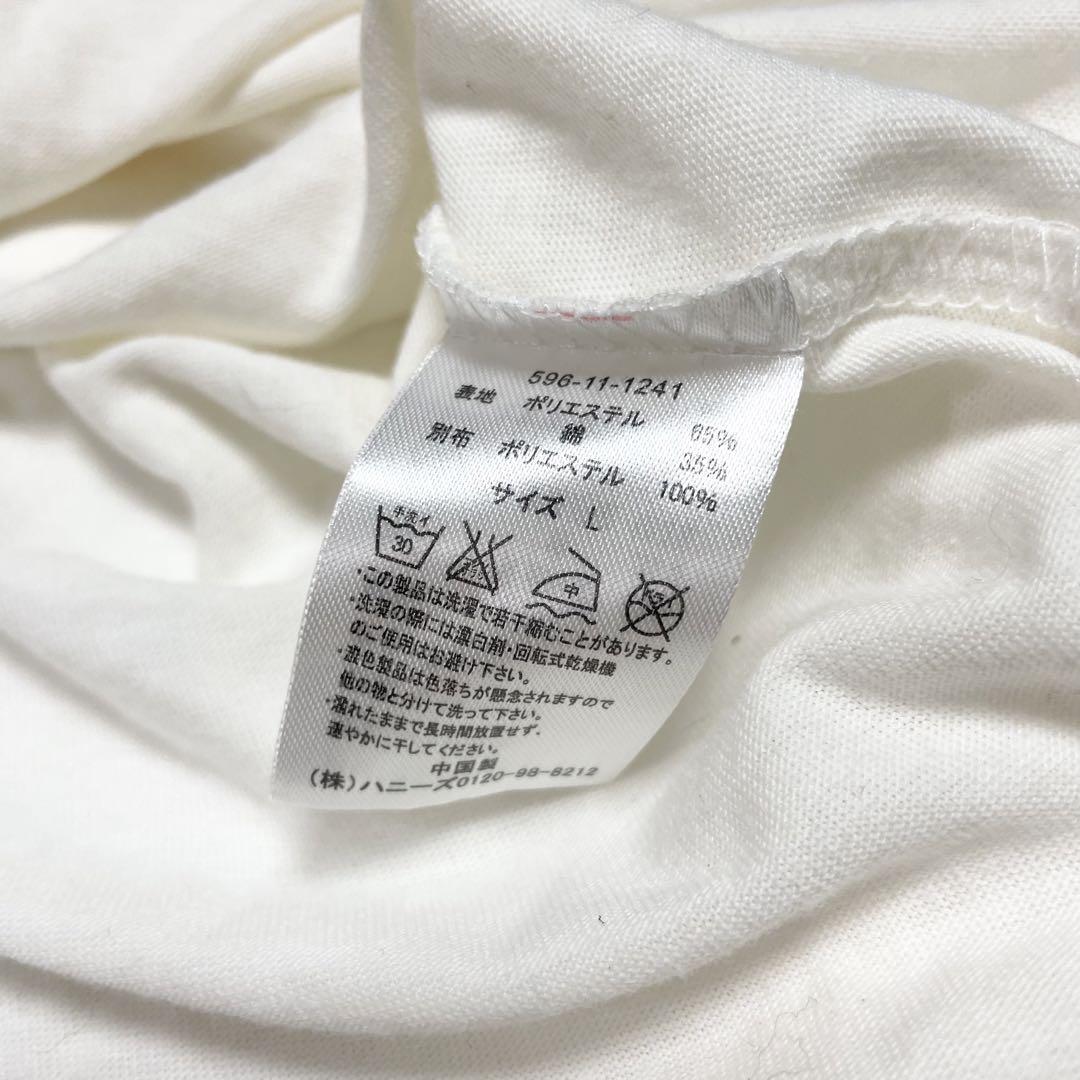 596-11-1241
表地 ポリエステル 65%
綿 35%
別布 ポリエステル 100%
サイズ L
手洗イ
30 中
・この製品は洗濯で若干縮むことがあります。
・洗濯の際には漂白剤・回転式乾燥機
のご使用はお避け下さい。
・濃色製品は色落ちが懸念されますので
他の物と分けて洗って下さい。
・濡れたままで長時間放置せず、
速やかに干してください。
中国製
(株)ハニーズ0120-98-8212